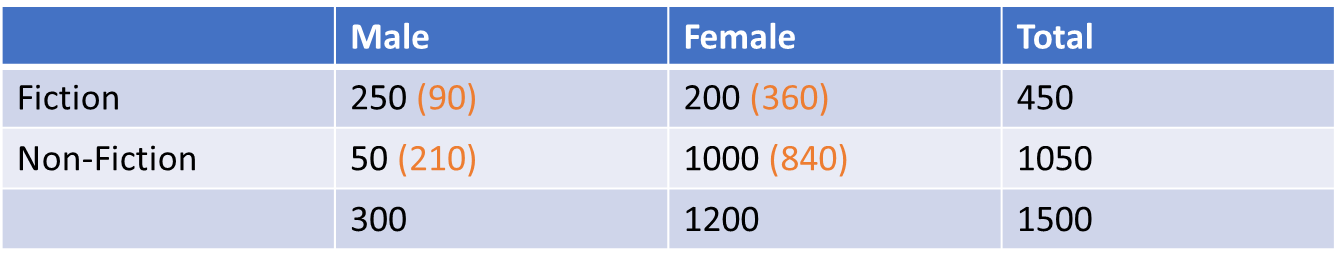 Male Female Total
Fiction 250 (90) 200 (360) 450
Non-Fiction 50 (210) 1000 (840) 1050
300 1200 1500